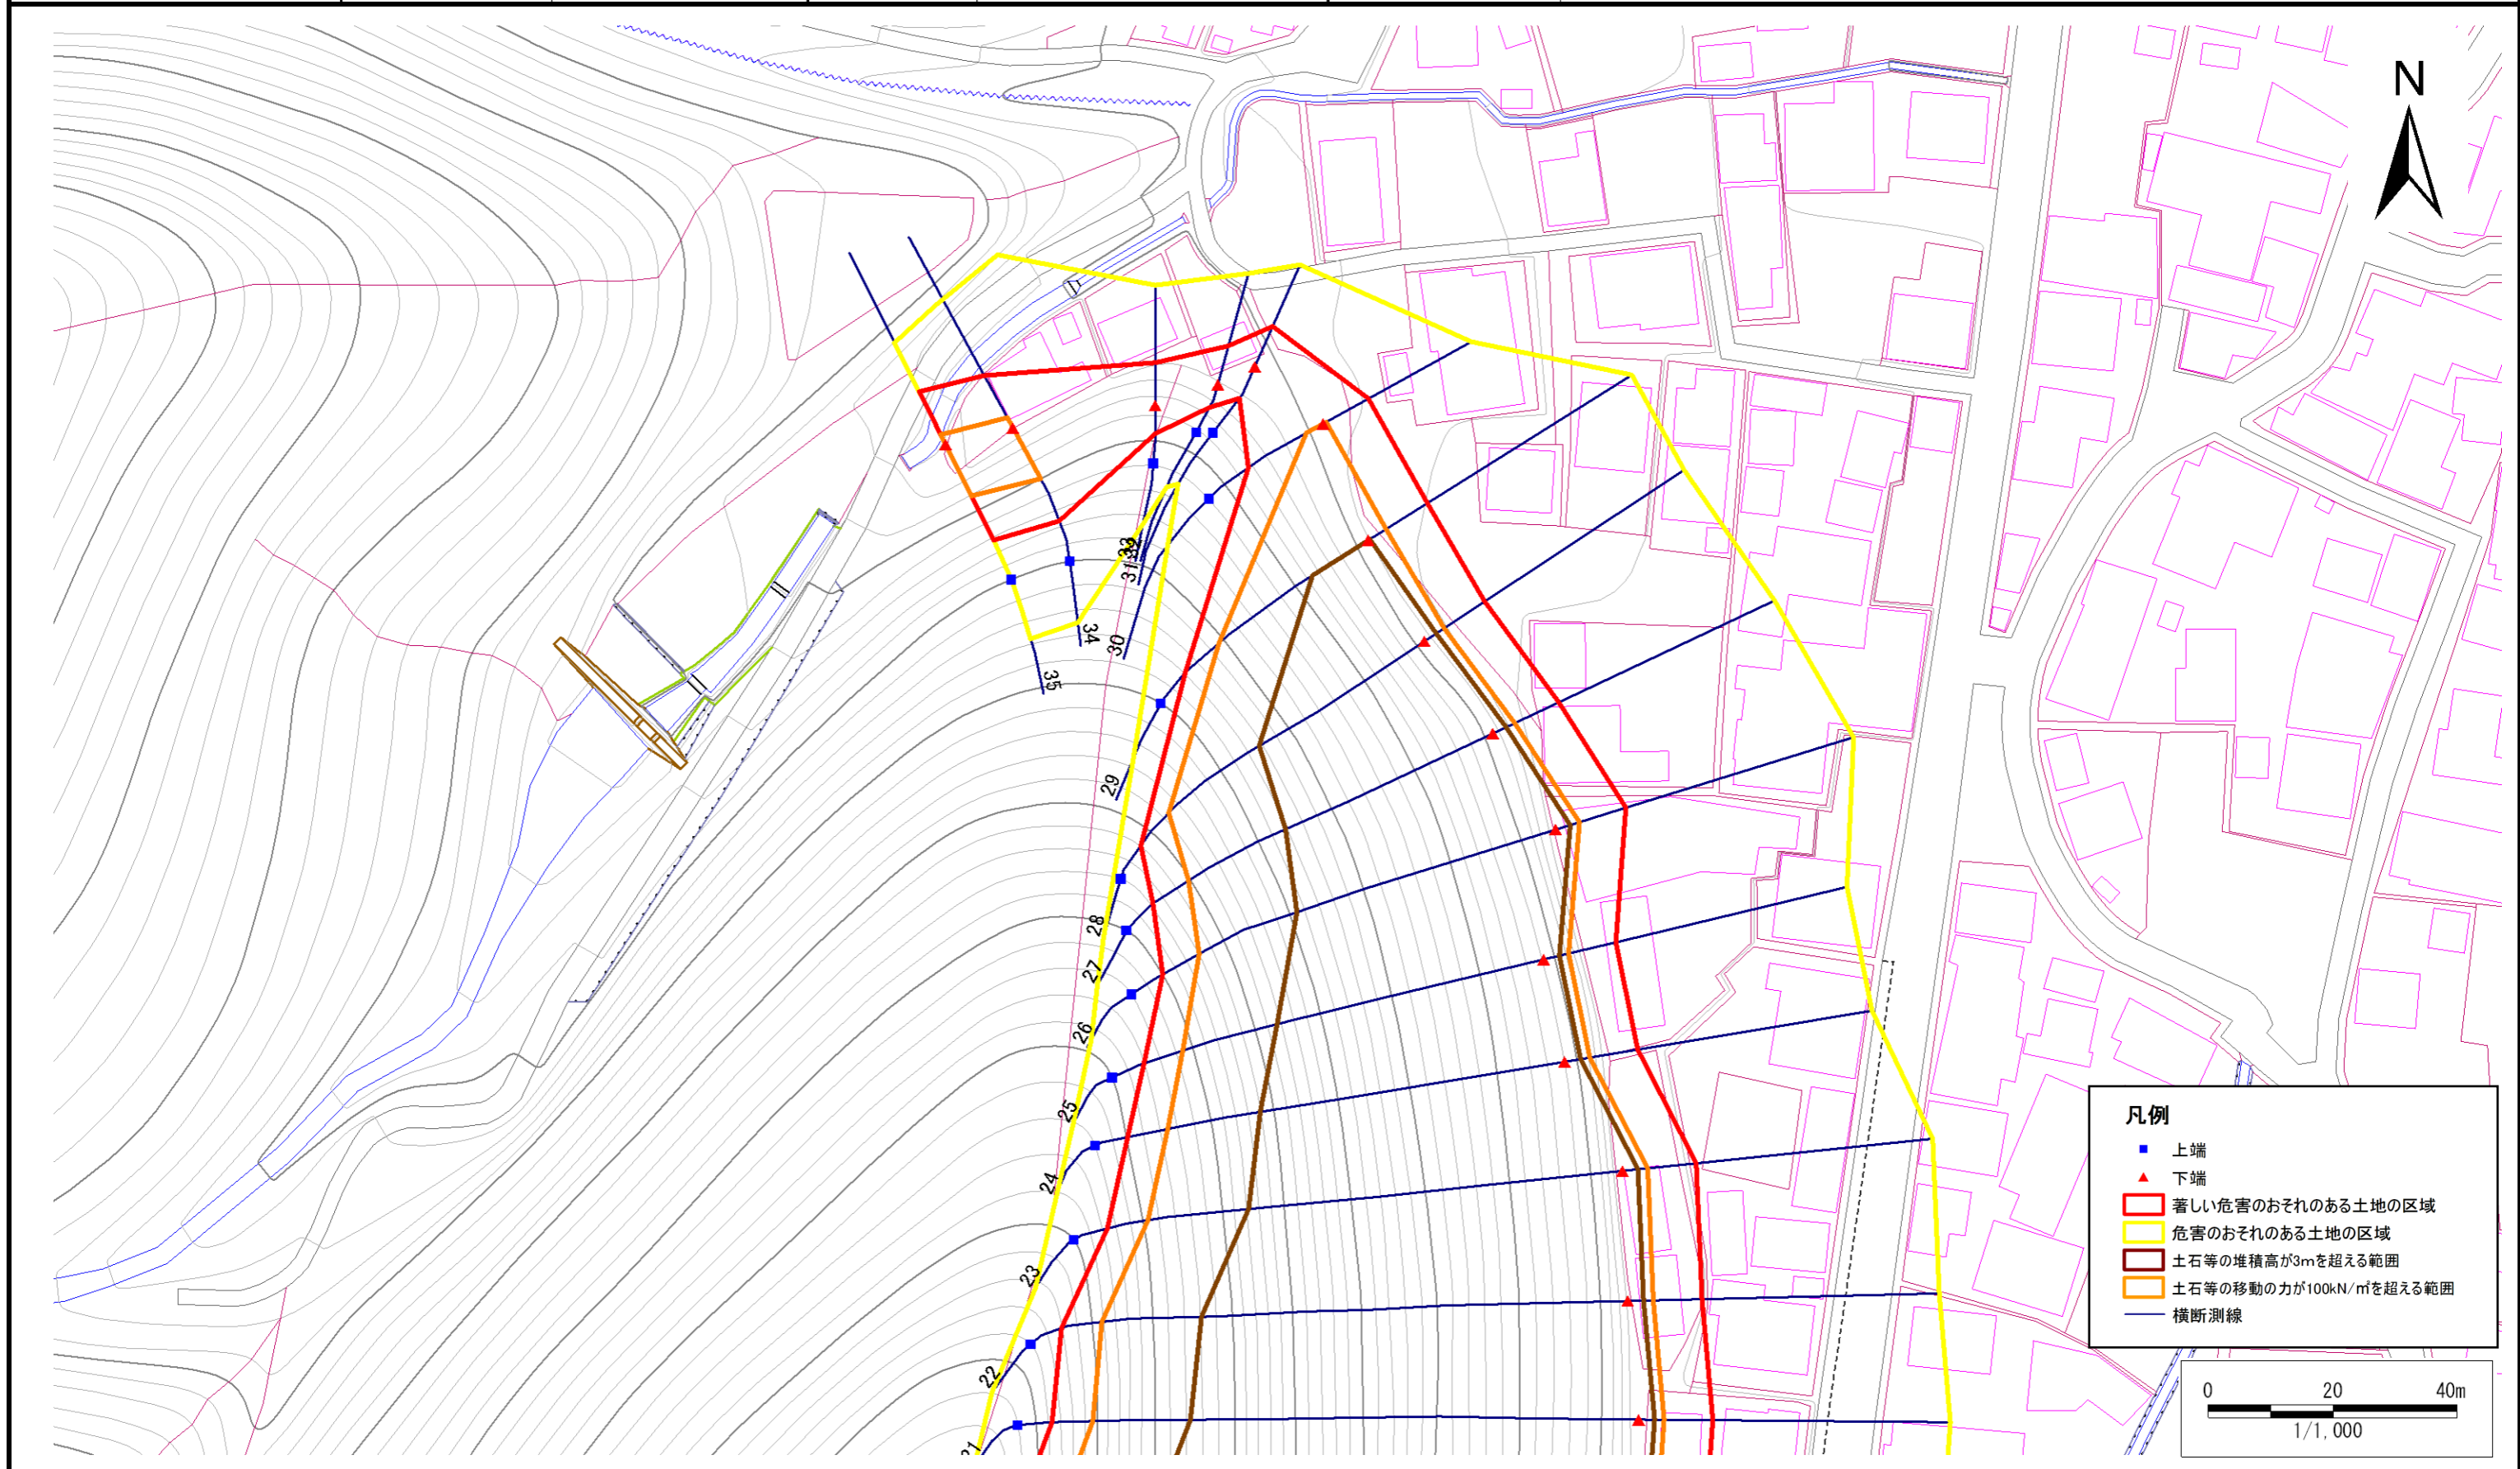 N
33
32
31
34
30
35
29
28
27
26
25
24
23
22
21
凡例
上端
下端
著しい危害のおそれのある土地の区域
危害のおそれのある土地の区域
土石等の堆積高が3mを超える範囲
土石等の移動の力が100kN/㎡を超える範囲
横断測線
0 20 40m
1/1,000